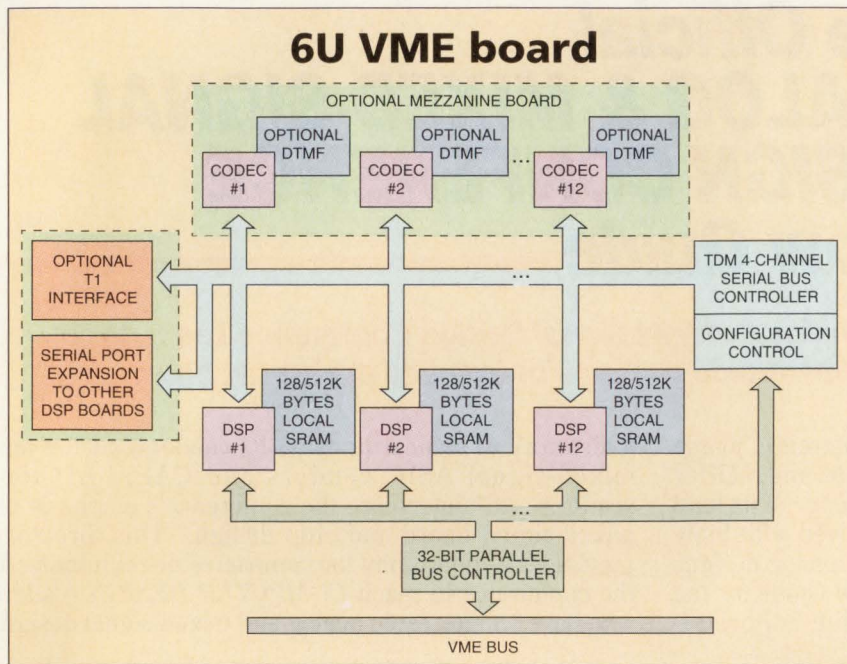 6U VME board
OPTIONAL MEZZANINE BOARD
OPTIONAL
DTMF
CODEC
#1
OPTIONAL
DTMF
CODEC
#2
...
OPTIONAL
DTMF
CODEC
#12
OPTIONAL
T1
INTERFACE
...
TDM 4-CHANNEL
SERIAL BUS
CONTROLLER
CONFIGURATION
CONTROL
SERIAL PORT
EXPANSION
TO OTHER
DSP BOARDS
128/512K
BYTES
LOCAL
SRAM
DSP
#1
128/512K
BYTES
LOCAL
SRAM
DSP
#2
128/512K
BYTES
LOCAL
SRAM
DSP
#12
...
32-BIT PARALLEL
BUS CONTROLLER
VME BUS